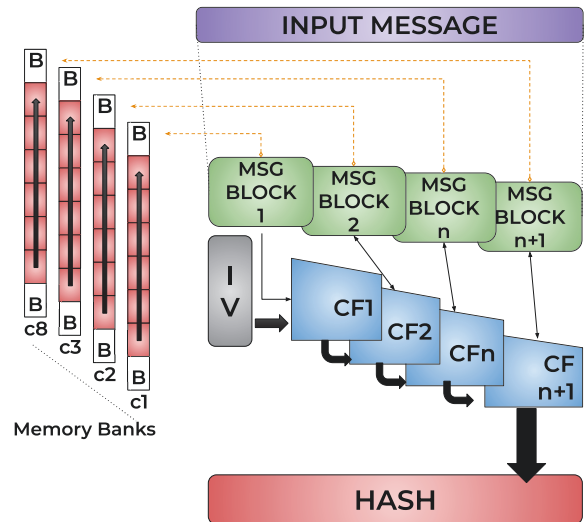 INPUT MESSAGE
B
B
B
B
MSG
BLOCK
1
MSG
BLOCK
2
MSG
BLOCK
n
MSG
BLOCK
n+1
I
V
CF1
CF2
CFn
CF
n+1
B
c8
B
c3
B
c2
B
c1
Memory Banks
HASH